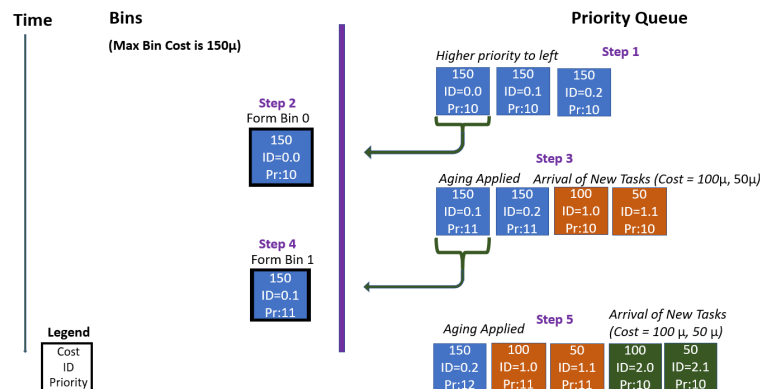 Time
Bins
Priority Queue
(Max Bin Cost is 150μ)
Higher priority to left
Step 1
150
ID=0.0
Pr:10
150
ID=0.1
Pr:10
150
ID=0.2
Pr:10
Step 2
Form Bin 0
150
ID=0.0
Pr:10
Step 3
Aging Applied
Arrival of New Tasks (Cost = 100μ, 50μ)
150
ID=0.1
Pr:11
150
ID=0.2
Pr:11
100
ID=1.0
Pr:10
50
ID=1.1
Pr:10
Step 4
Form Bin 1
150
ID=0.1
Pr:11
Step 5
Aging Applied
Arrival of New Tasks
(Cost = 100 μ, 50 μ)
150
ID=0.2
Pr:12
100
ID=1.0
Pr:11
50
ID=1.1
Pr:11
100
ID=2.0
Pr:10
50
ID=2.1
Pr:10
Legend
Cost
ID
Priority